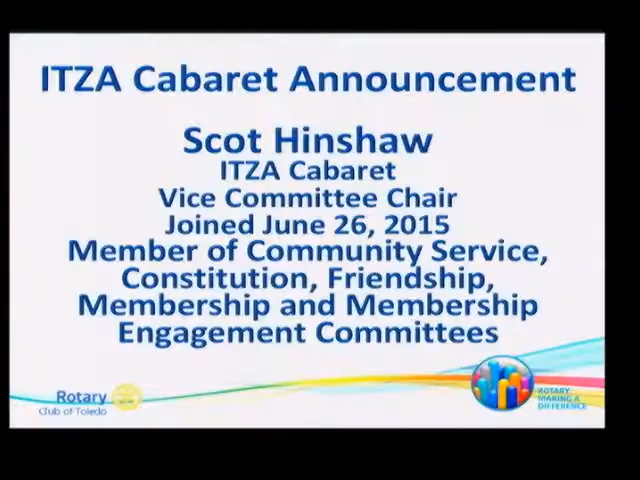 ITZA Cabaret Announcement
Scot Hinshaw
ITZA Cabaret
Vice Committee Chair
Joined June 26, 2015
Member of Community Service,
Constitution, Friendship,
Membership and Membership
Engagement Committees
Rotary
Club of Toledo
ROTARY
MAKING A
DIFFERENCE